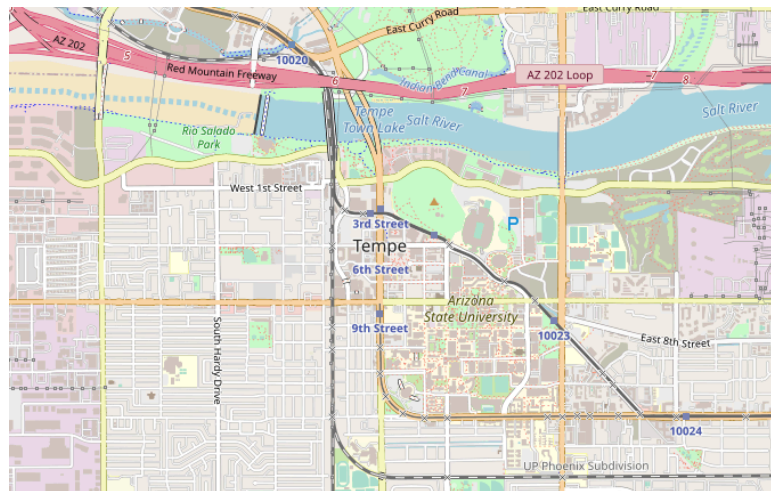 East Curry Road
East Curry Road
AZ 202
5
10020
Red Mountain Freeway
6
Indian Bend Canal
7
AZ 202 Loop
7
8
Tempe
Town Lake
Salt River
Salt River
Rio Salado
Park
West 1st Street
3rd Street
P
Tempe
6th Street
Arizona
State University
9th Street
10023
East 8th Street
South Hardy Drive
10024
UP Phoenix Subdivision